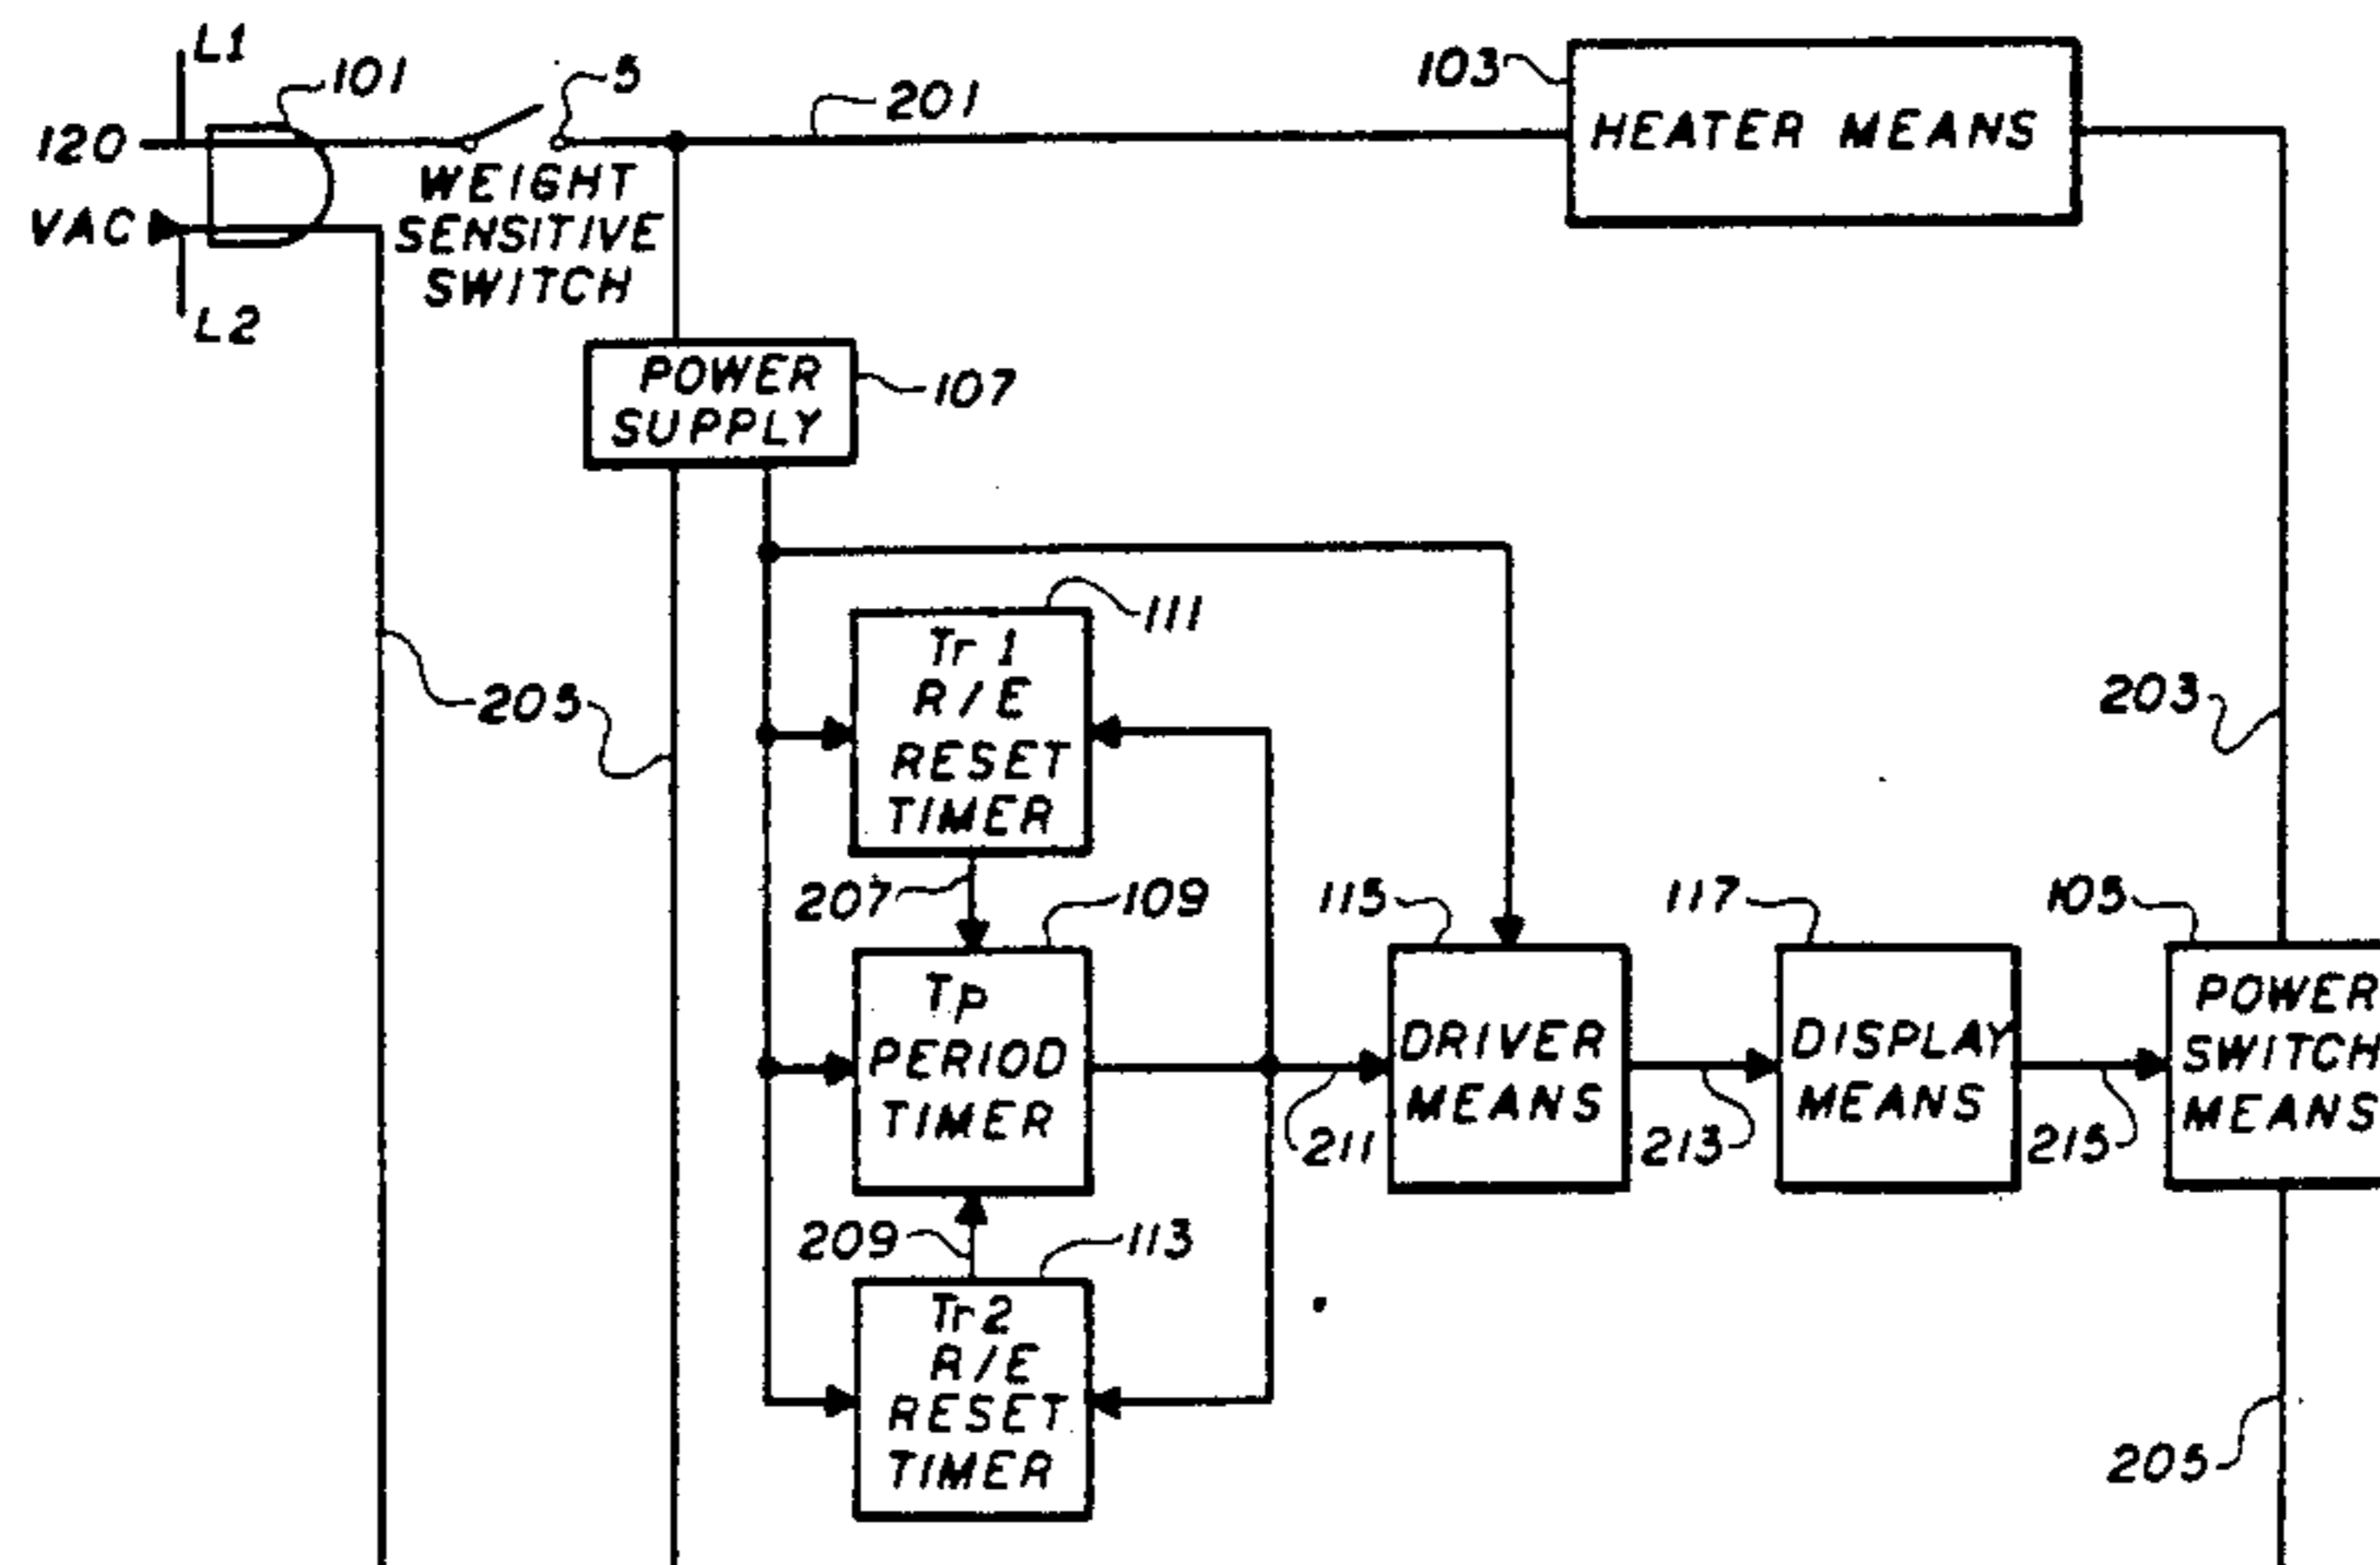 L1
101
5
201
103
HEATER MEANS
120
VAC
L2
WEIGHT
SENSITIVE
SWITCH
POWER
SUPPLY
107
111
Tr 1
R/E
RESET
TIMER
205
203
207
109
115
117
105
Tp
PERIOD
TIMER
DRIVER
MEANS
DISPLAY
MEANS
POWER
SWITCH
MEANS
211
213
215
209
113
Tr2
R/E
RESET
TIMER
205